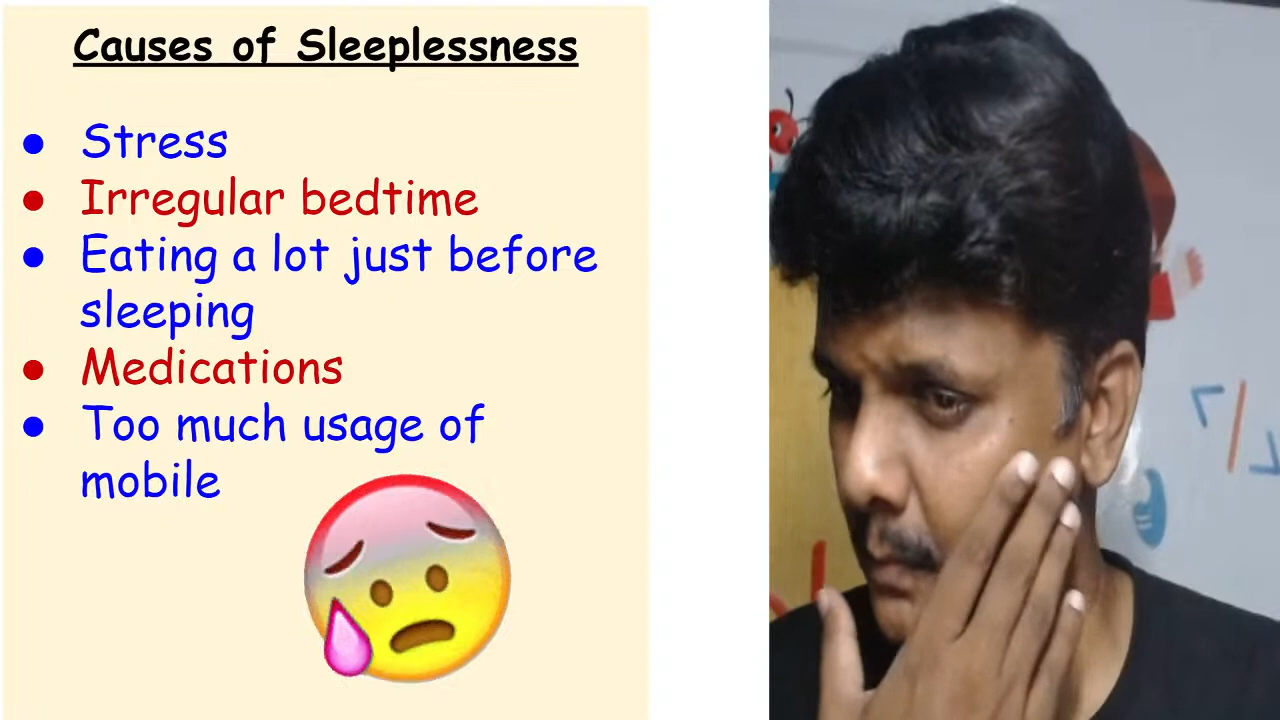 Causes of Sleeplessness
● Stress
● Irregular bedtime
● Eating a lot just before
sleeping
● Medications
● Too much usage of
mobile